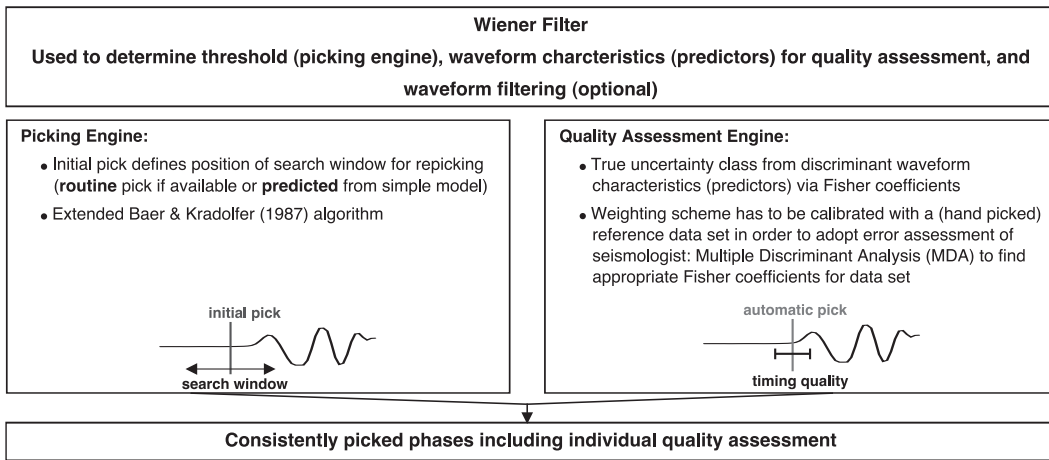 Wiener Filter
Used to determine threshold (picking engine), waveform charcteristics (predictors) for quality assessment, and
waveform filtering (optional)
Picking Engine:
• Initial pick defines position of search window for repicking
(routine pick if available or predicted from simple model)
• Extended Baer & Kradolfer (1987) algorithm
initial pick
search window
Quality Assessment Engine:
• True uncertainty class from discriminant waveform
characteristics (predictors) via Fisher coefficients
• Weighting scheme has to be calibrated with a (hand picked)
reference data set in order to adopt error assessment of
seismologist: Multiple Discriminant Analysis (MDA) to find
appropriate Fisher coefficients for data set
automatic pick
timing quality
Consistently picked phases including individual quality assessment